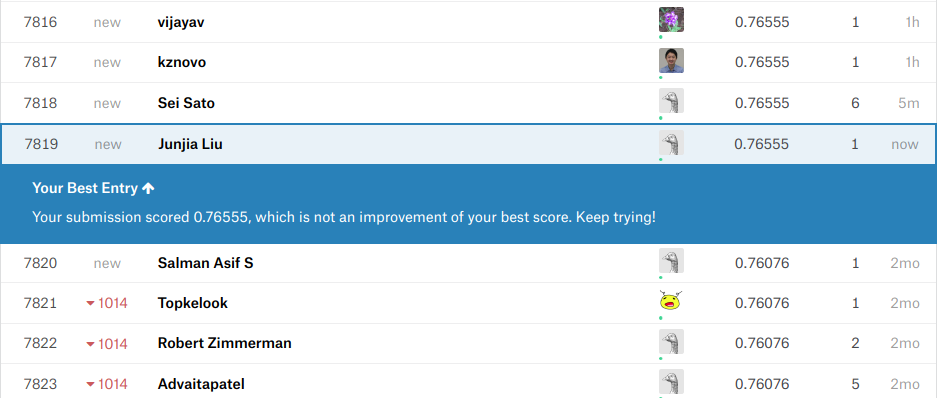 7816 new vijayav 0.76555 1 1h
7817 new kznovo 0.76555 1 1h
7818 new Sei Sato 0.76555 6 5m
7819 new Junjia Liu 0.76555 1 now
Your Best Entry
Your submission scored 0.76555, which is not an improvement of your best score. Keep trying!
7820 new Salman Asif S 0.76076 1 2mo
7821 1014 Topkelook 0.76076 1 2mo
7822 1014 Robert Zimmerman 0.76076 2 2mo
7823 1014 Advaitapatel 0.76076 5 2mo